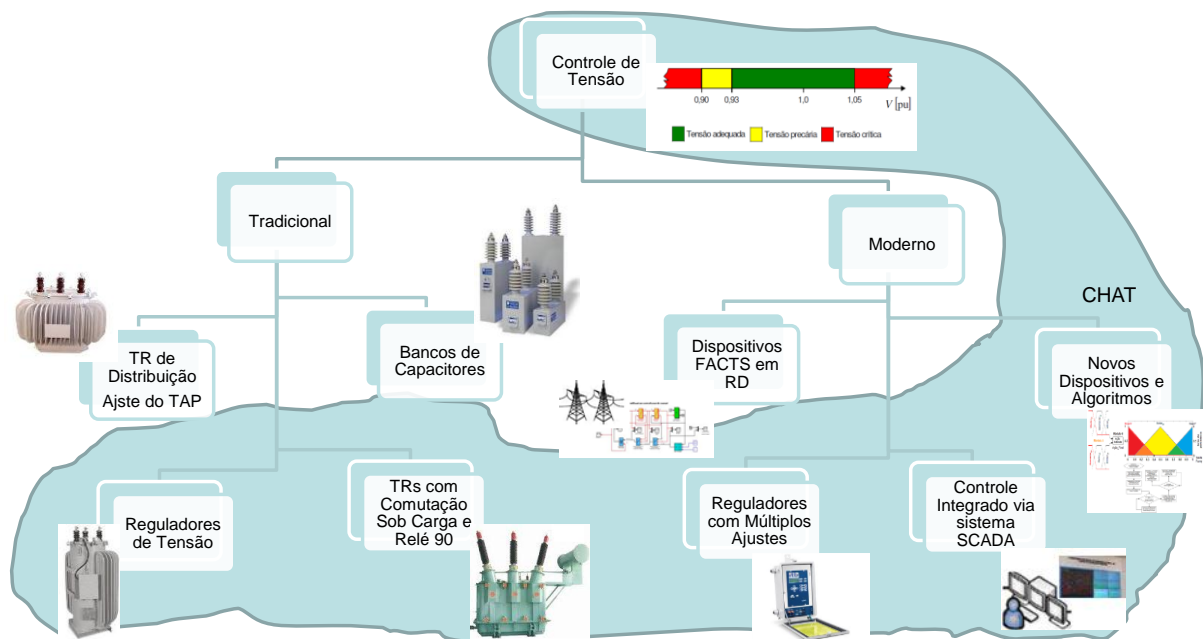 Controle de
Tensão
0,90
0,93
1,0
1,05
V [pu]
Tensão adequada
Tensão precária
Tensão crítica
Tradicional
Moderno
CHAT
TR de
Distribuição
Ajste do TAP
Bancos de
Capacitores
Dispositivos
FACTS em
RD
Novos
Dispositivos e
Algoritmos
Reguladores
de Tensão
TRs com
Comutação
Sob Carga e
Relé 90
Reguladores
com Múltiplos
Ajustes
Controle
Integrado via
sistema
SCADA